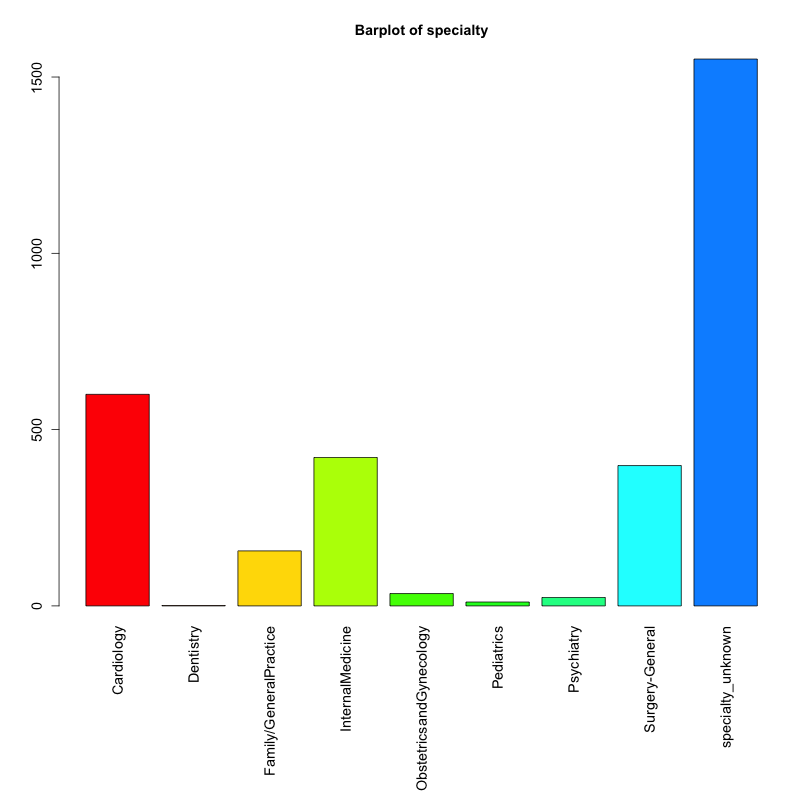 Barplot of specialty
1500
1000
500
0
Cardiology
Dentistry
Family/GeneralPractice
InternalMedicine
ObstetricsandGynecology
Pediatrics
Psychiatry
Surgery-General
specialty_unknown